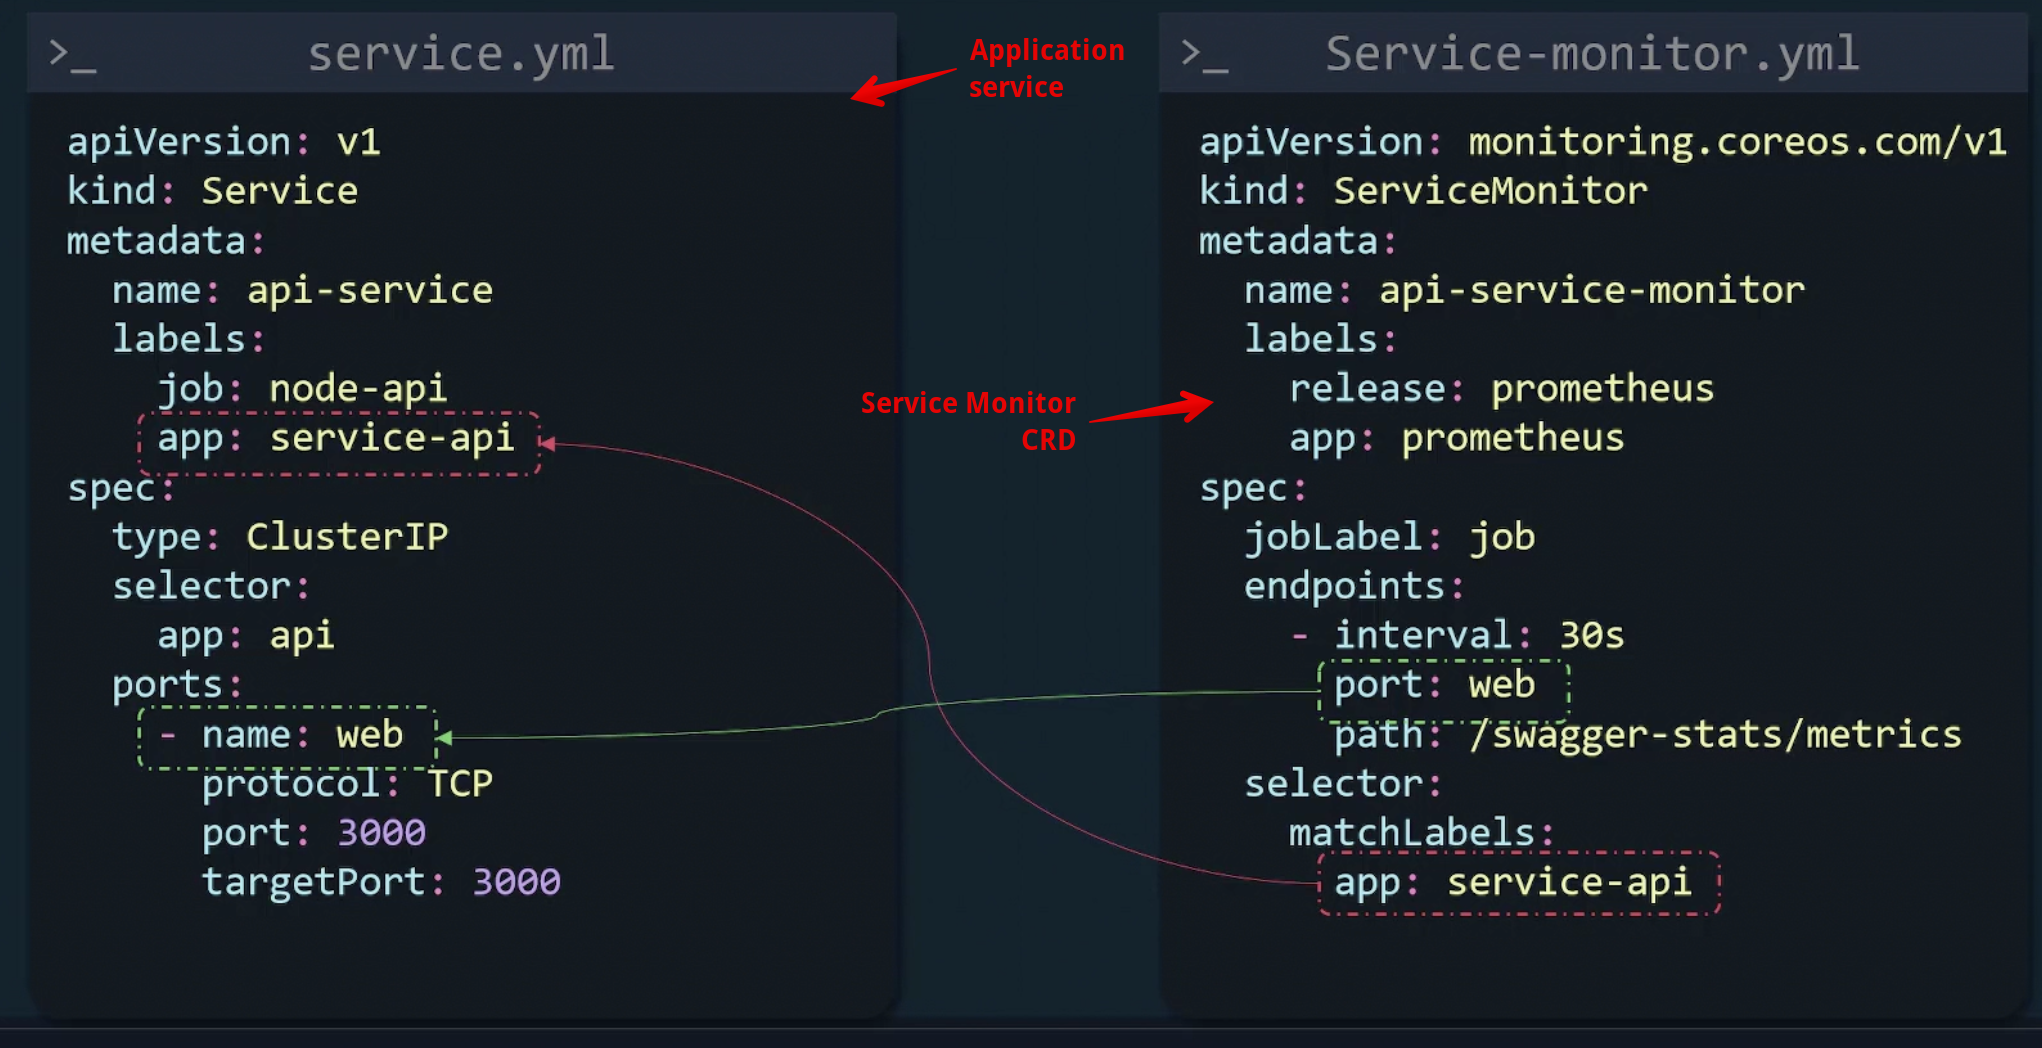 >_ service.yml
apiVersion: v1
kind: Service
metadata:
  name: api-service
  labels:
    job: node-api
    app: service-api
spec:
  type: ClusterIP
  selector:
    app: api
  ports:
    - name: web
      protocol: TCP
      port: 3000
      targetPort: 3000
Application
service
Service Monitor
CRD
>_ Service-monitor.yml
apiVersion: monitoring.coreos.com/v1
kind: ServiceMonitor
metadata:
  name: api-service-monitor
  labels:
    release: prometheus
    app: prometheus
spec:
  jobLabel: job
  endpoints:
    - interval: 30s
      port: web
      path: /swagger-stats/metrics
  selector:
    matchLabels:
      app: service-api